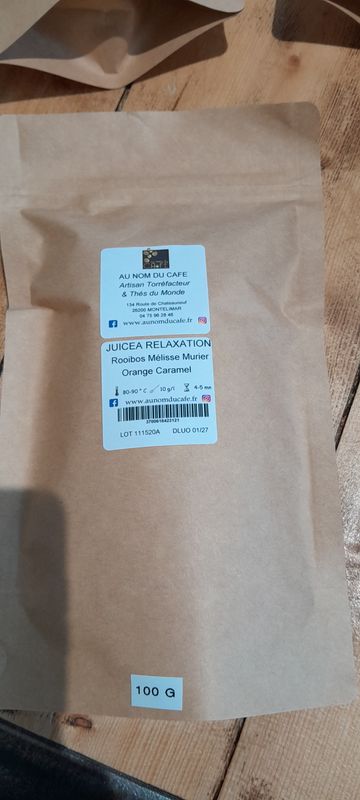 AU NOM DU CAFE
Artisan Torréfacteur
& Thés du Monde
134 Route de Chateauneuf
26200 MONTELIMAR
04 75 96 28 46
www.aunomducafe.fr
JUICEA RELAXATION
Rooibos Mélisse Murier
Orange Caramel
80-90° C 10 g/l 4-5 mn
www.aunomducafe.fr
3700616423121
LOT 111520A DLUO 01/27
100 G